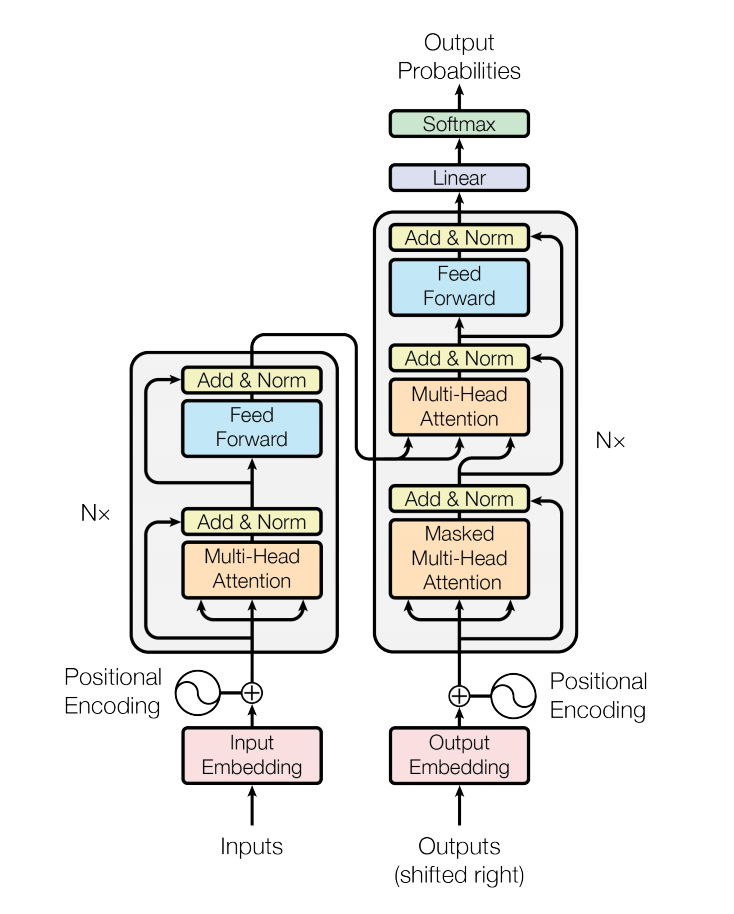 Output
Probabilities
Softmax
Linear
Add & Norm
Feed
Forward
Add & Norm
Multi-Head
Attention
Add & Norm
Masked
Multi-Head
Attention
N×
Positional
Encoding
Output
Embedding
Outputs
(shifted right)
Add & Norm
Feed
Forward
Add & Norm
Multi-Head
Attention
N×
Positional
Encoding
Input
Embedding
Inputs